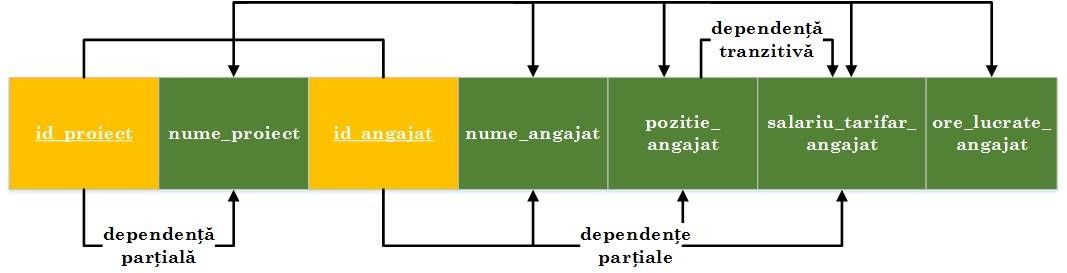 dependență
tranzitivă
id_proiect
nume_proiect
id_angajat
nume_angajat
pozitie_
angajat
salariu_tarifar_
angajat
ore_lucrate_
angajat
dependență
parțială
dependențe
parțiale